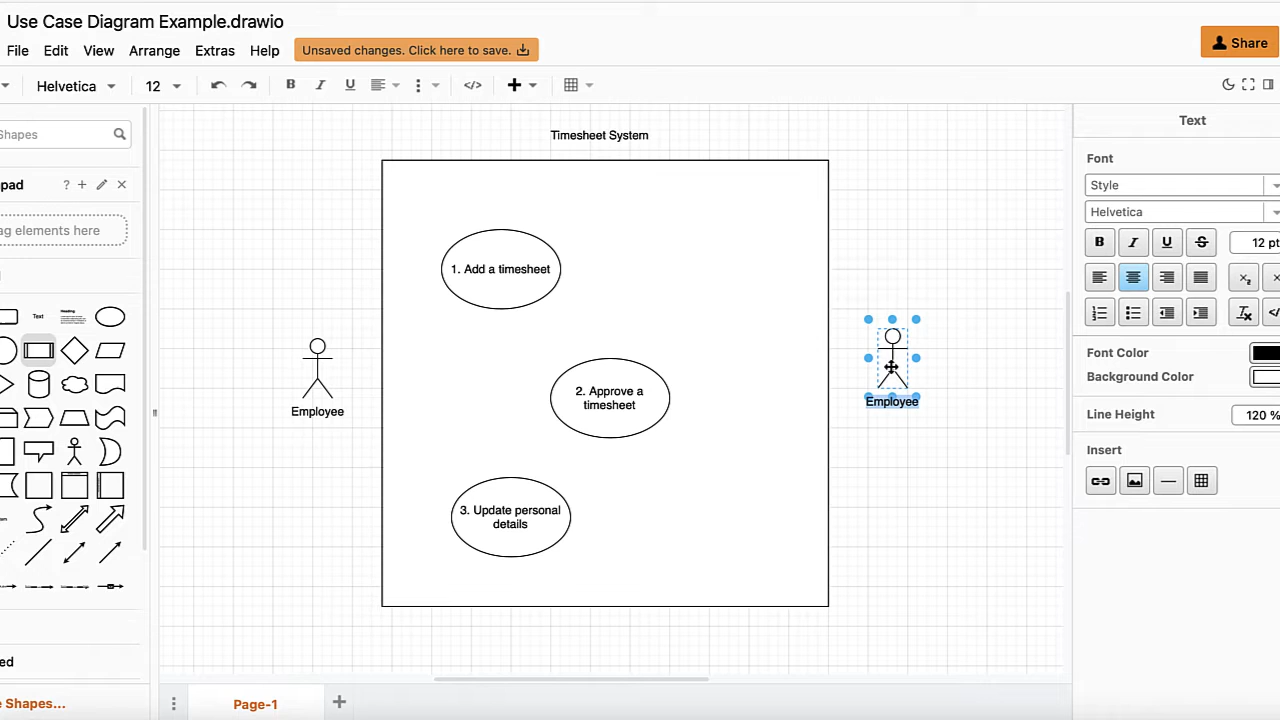 Use Case Diagram Example.drawio
File Edit View Arrange Extras Help Unsaved changes. Click here to save. Share
Helvetica 12 B I U </>
Shapes
pad ?
ag elements here
Text
Heading
ed
e Shapes...
Timesheet System
1. Add a timesheet
2. Approve a
timesheet
3. Update personal
details
Employee
Employee
Page-1
Text
Font
Style
Helvetica
B I U S 12 pt
Font Color
Background Color
Line Height 120 %
Insert